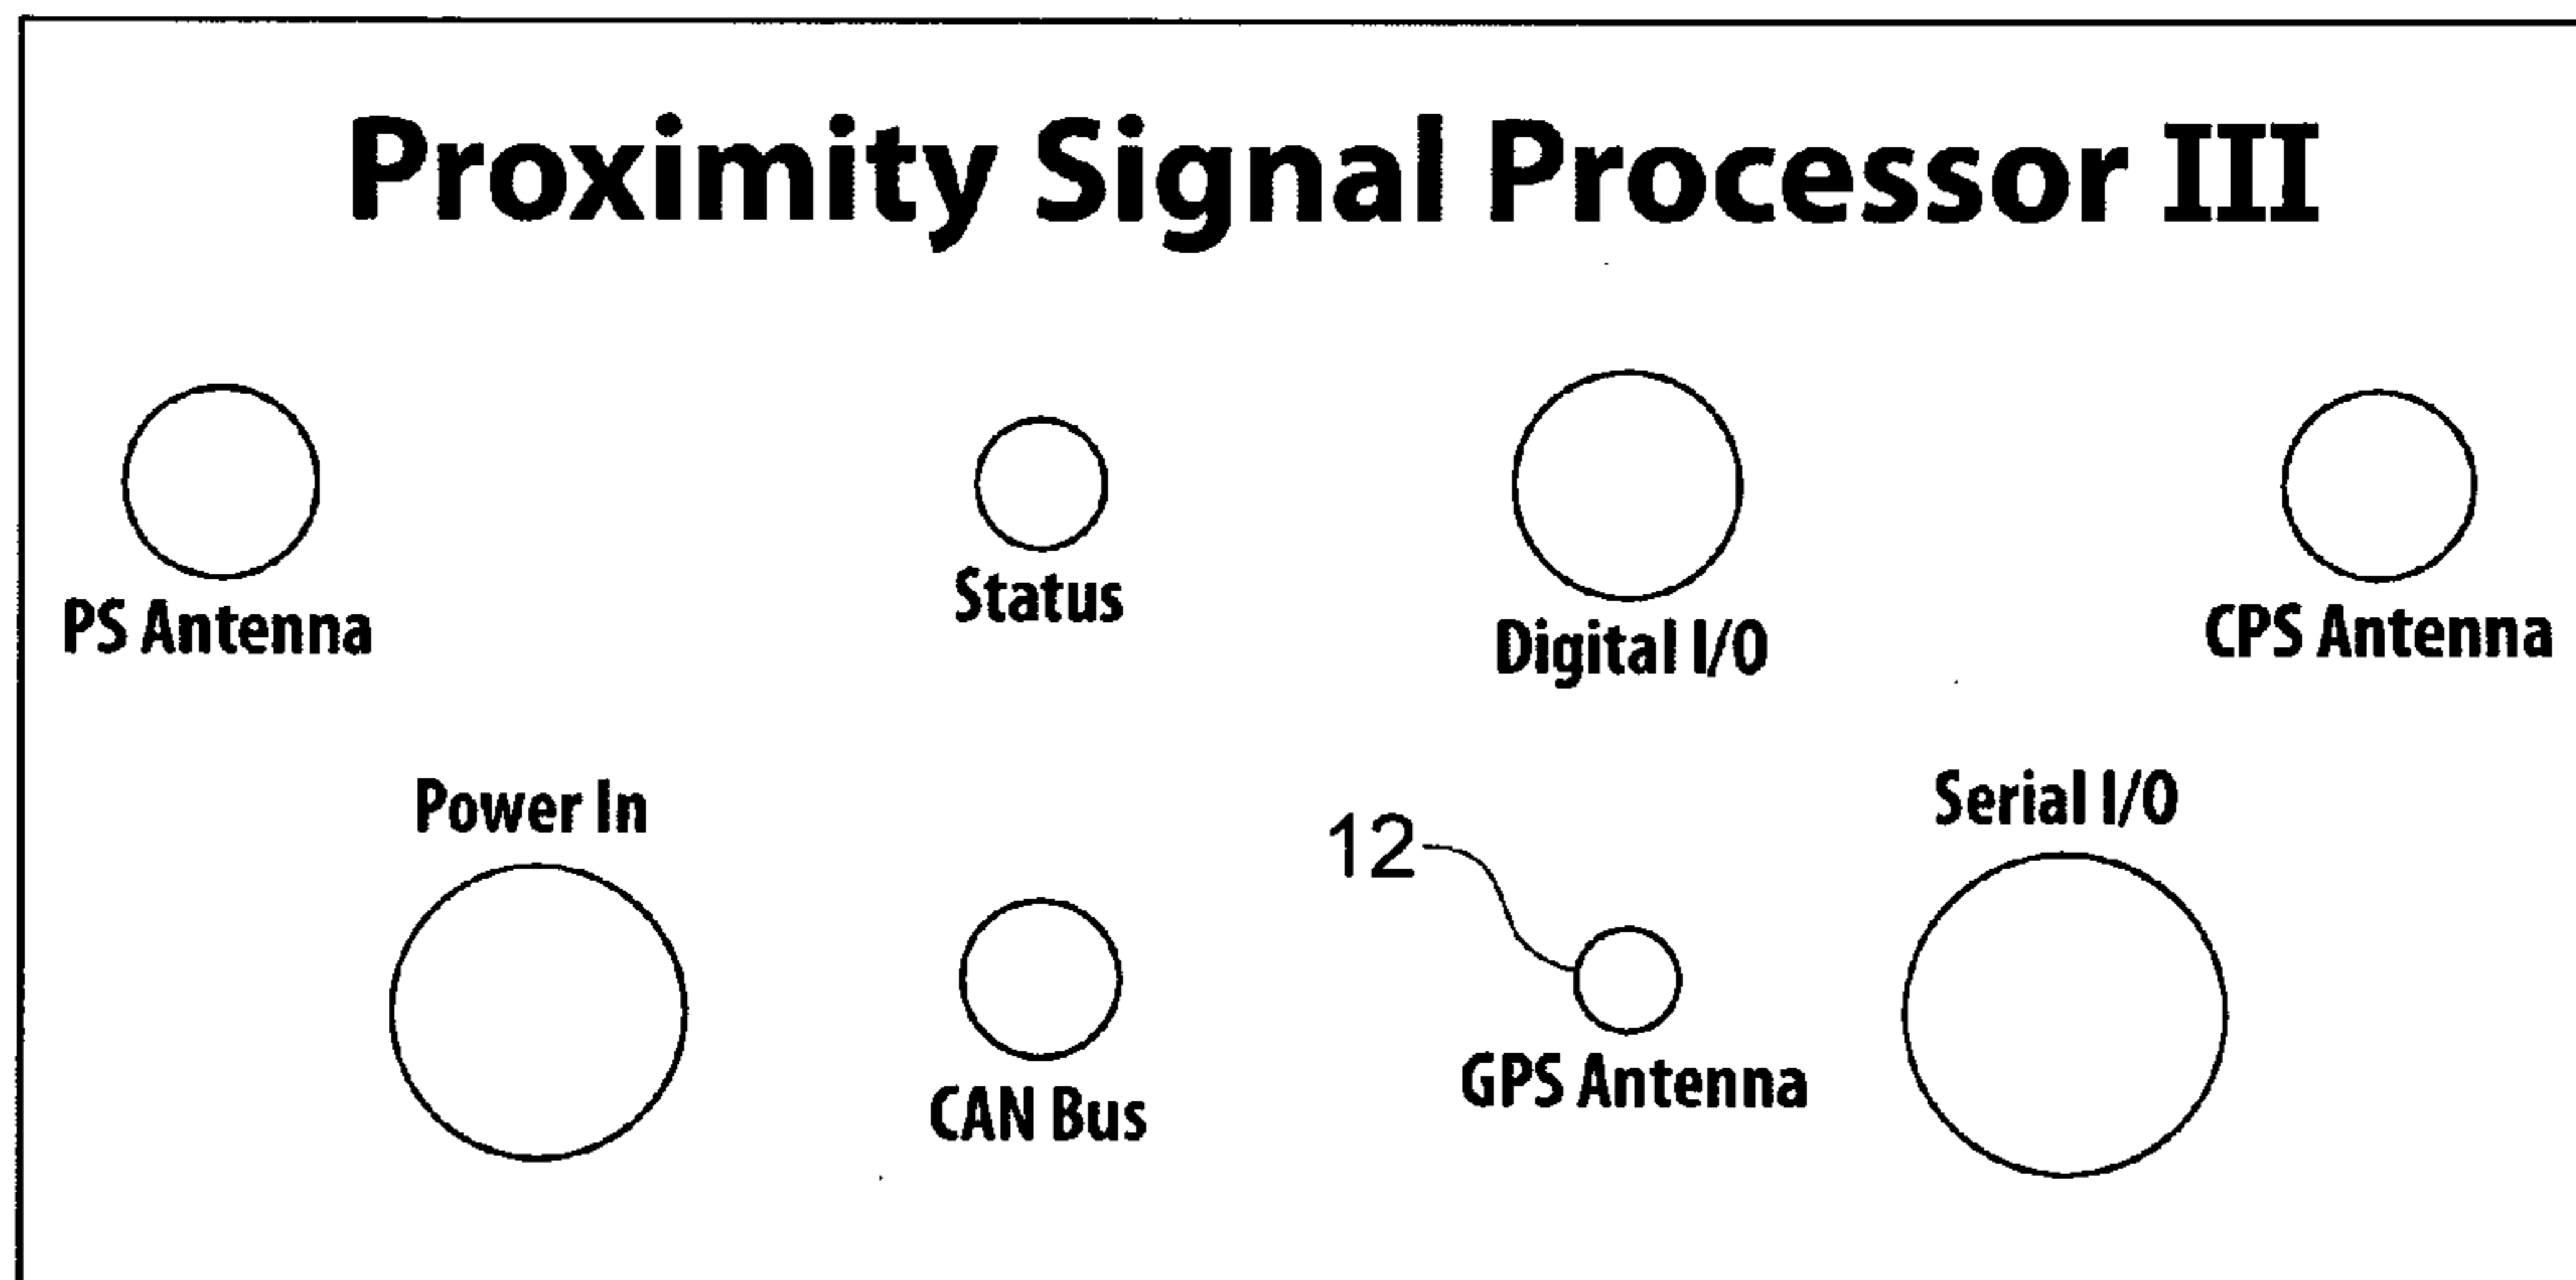 Proximity Signal Processor III
PS Antenna
Status
Digital I/O
CPS Antenna
Power In
CAN Bus
12
GPS Antenna
Serial I/O